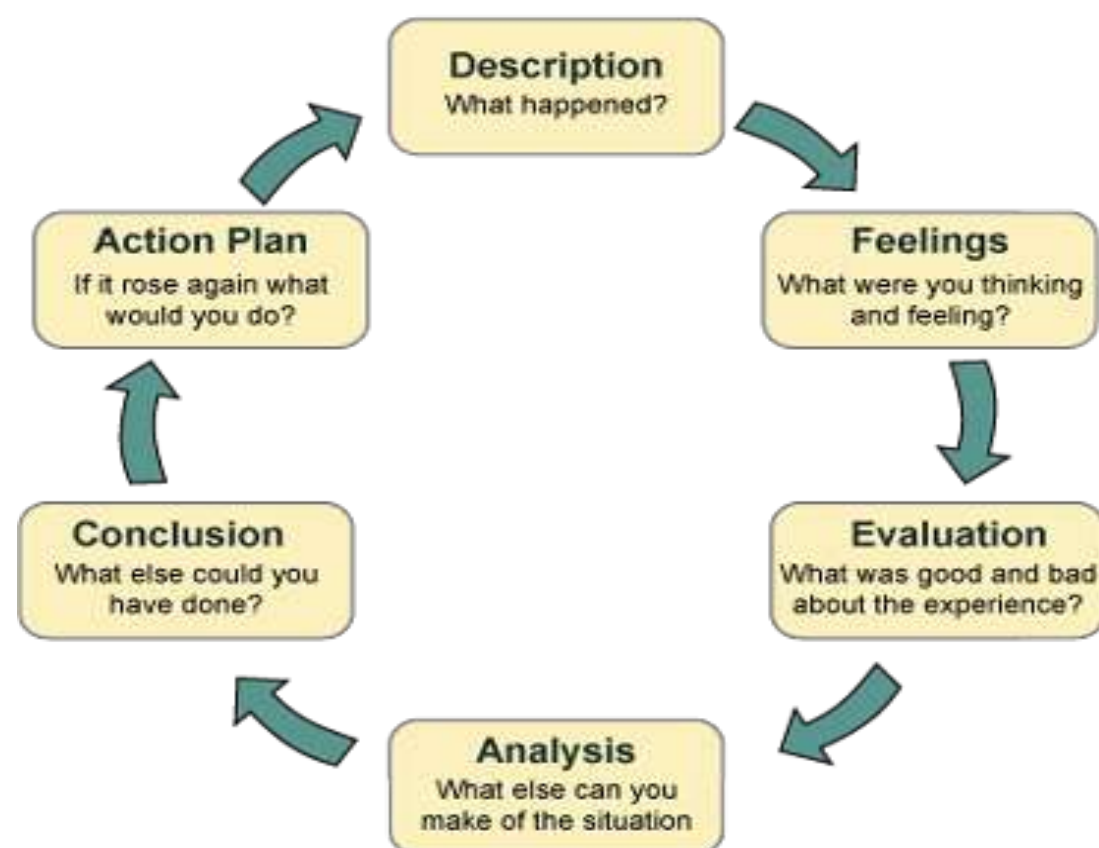 Description
What happened?
Feelings
What were you thinking
and feeling?
Evaluation
What was good and bad
about the experience?
Analysis
What else can you
make of the situation
Conclusion
What else could you
have done?
Action Plan
If it rose again what
would you do?